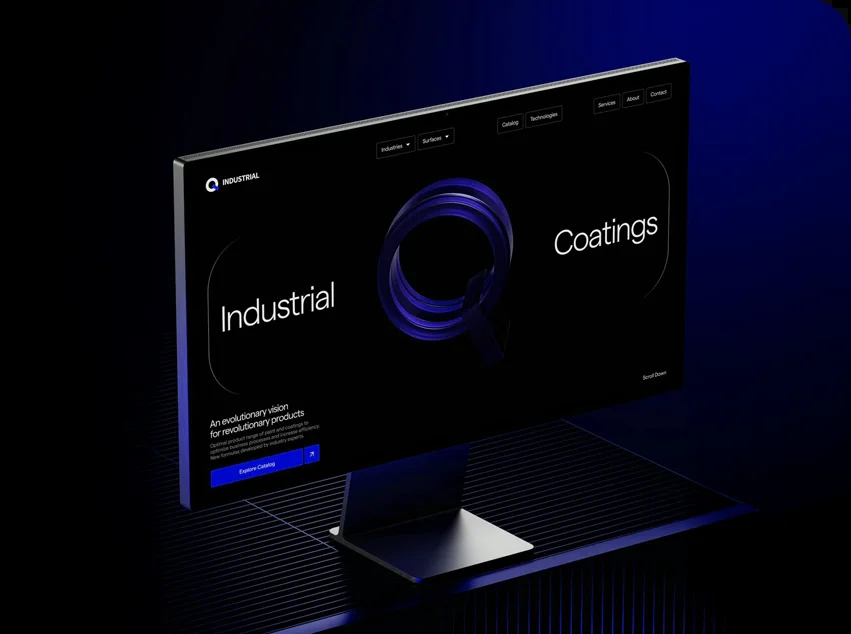 Industries
Surfaces
Catalog
Technologies
Services
About
Contact
INDUSTRIAL
Industrial
Coatings
Scroll Down
An evolutionary vision
for revolutionary products
Optimal product range of paint and coatings to
optimize business processes and increase efficiency.
New formulas developed by industry experts.
Explore Catalog